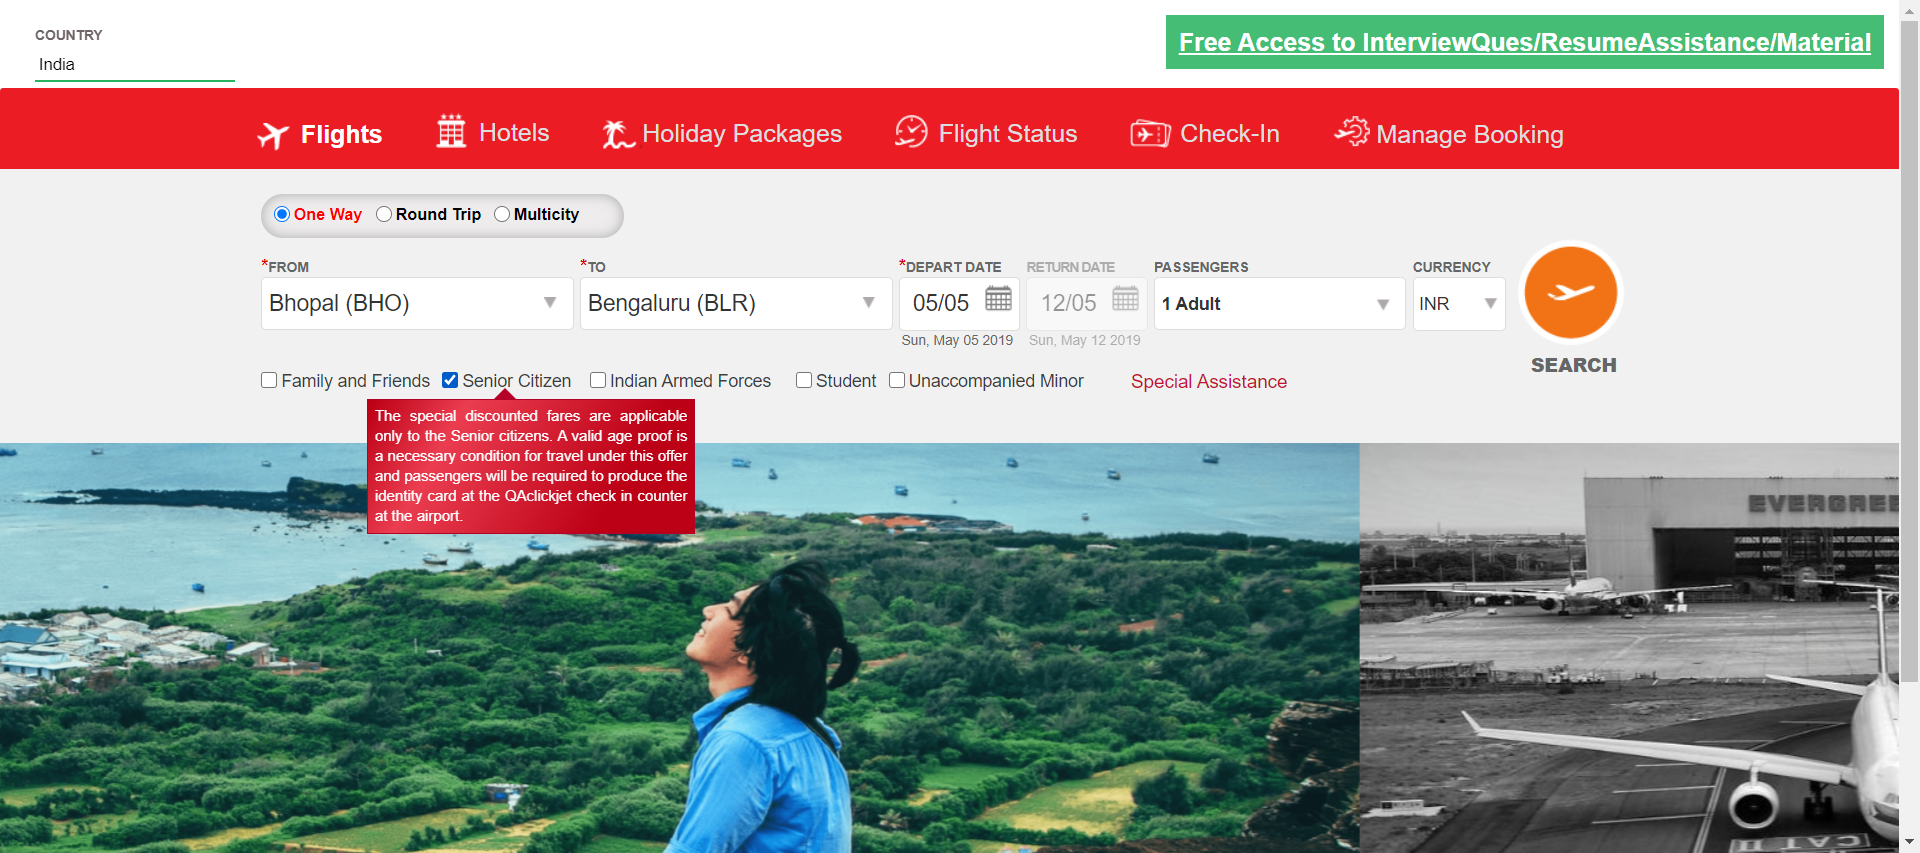 COUNTRY
India
Free Access to InterviewQues/ResumeAssistance/Material
Flights
Hotels
Holiday Packages
Flight Status
Check-In
Manage Booking
One Way
Round Trip
Multicity
*FROM
*TO
*DEPART DATE
RETURN DATE
PASSENGERS
CURRENCY
Bhopal (BHO)
Bengaluru (BLR)
05/05
12/05
1 Adult
INR
Sun, May 05 2019
Sun, May 12 2019
SEARCH
Family and Friends
Senior Citizen
Indian Armed Forces
Student
Unaccompanied Minor
Special Assistance
The special discounted fares are applicable
only to the Senior citizens. A valid age proof is
a necessary condition for travel under this offer
and passengers will be required to produce the
identity card at the QAclickjet check in counter
at the airport.
EVERGREE
CAT III